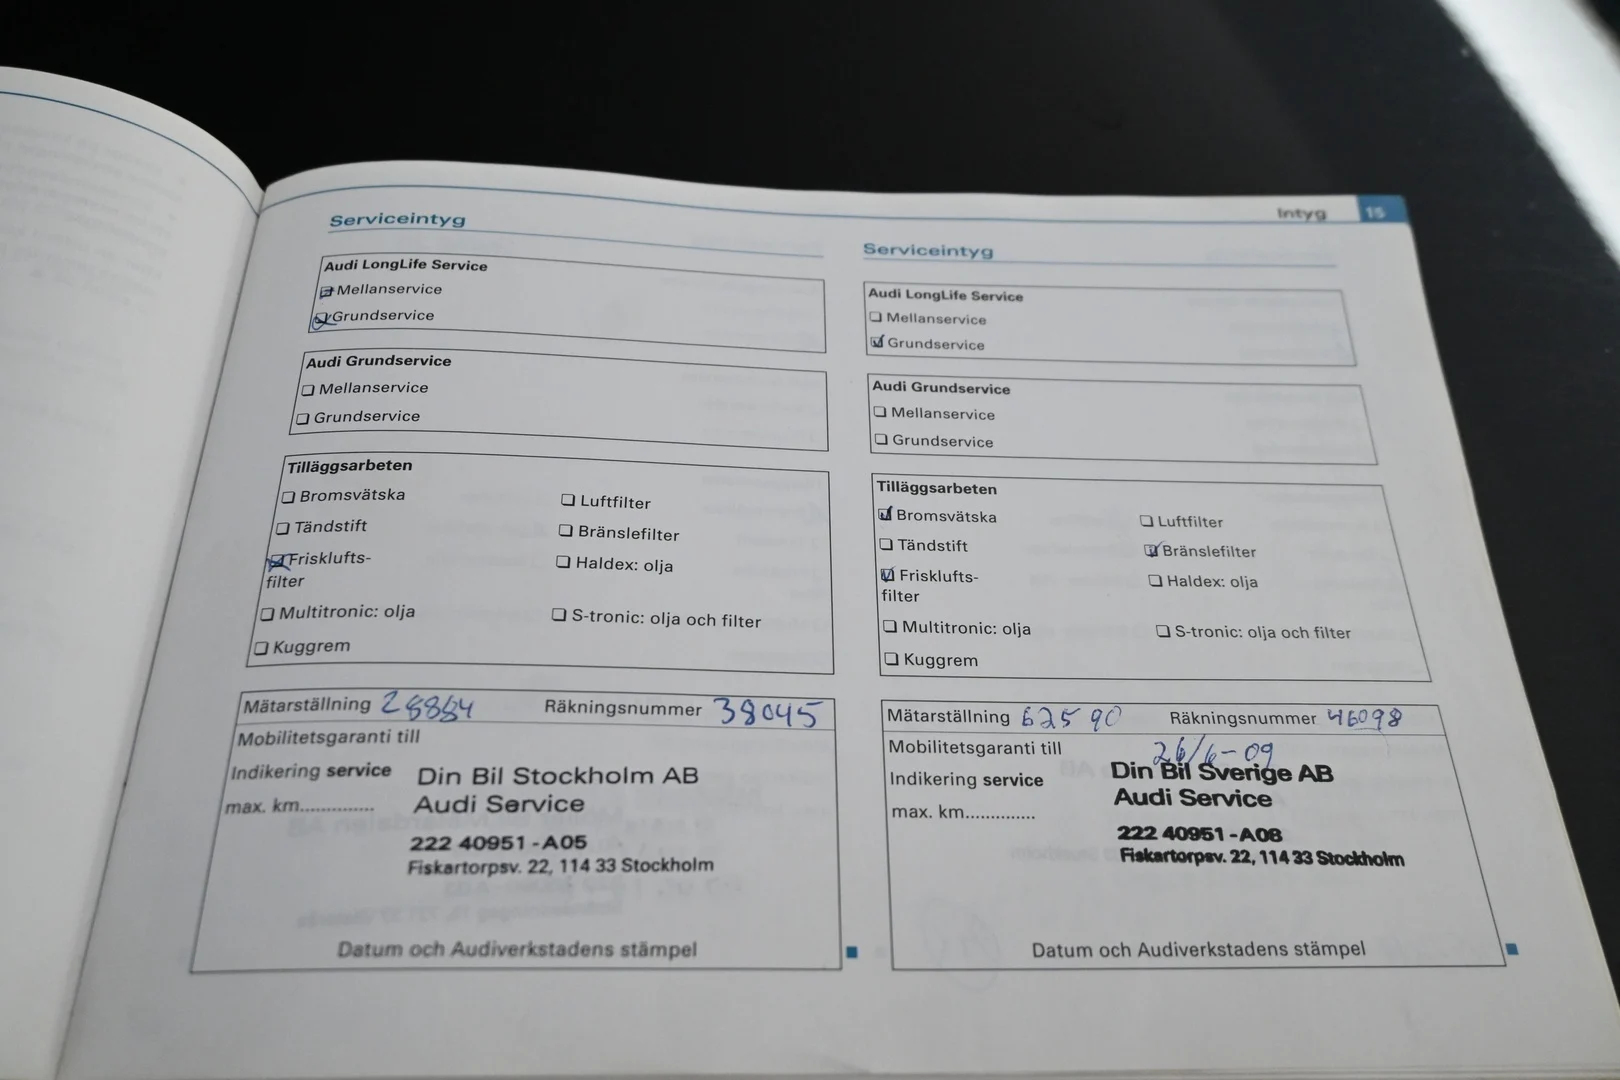 Intyg 15
Serviceintyg
Audi LongLife Service
Mellanservice
Grundservice
Audi Grundservice
Mellanservice
Grundservice
Tilläggsarbeten
Bromsvätska
Luftfilter
Tändstift
Bränslefilter
Frisklufts-
filter
Haldex: olja
Multitronic: olja
S-tronic: olja och filter
Kuggrem
Mätarställning 28884 Räkningsnummer 38045
Mobilitetsgaranti till
Indikering service
max. km..............
Din Bil Stockholm AB
Audi Service
222 40951 -A05
Fiskartorpsv. 22, 114 33 Stockholm
Datum och Audiverkstadens stämpel
Serviceintyg
Audi LongLife Service
Mellanservice
Grundservice
Audi Grundservice
Mellanservice
Grundservice
Tilläggsarbeten
Bromsvätska
Luftfilter
Tändstift
Bränslefilter
Frisklufts-
filter
Haldex: olja
Multitronic: olja
S-tronic: olja och filter
Kuggrem
Mätarställning 62590 Räkningsnummer 46098
Mobilitetsgaranti till
26/6-09
Indikering service
max. km..............
Din Bil Sverige AB
Audi Service
222 40951 -A08
Fiskartorpsv. 22, 114 33 Stockholm
Datum och Audiverkstadens stämpel